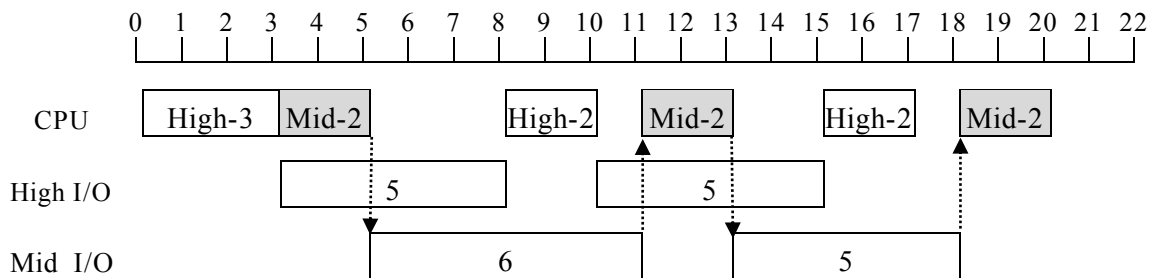 0 1 2 3 4 5 6 7 8 9 10 11 12 13 14 15 16 17 18 19 20 21 22
CPU High-3 Mid-2 High-2 Mid-2 High-2 Mid-2
High I/O 5 5
Mid I/O 6 5